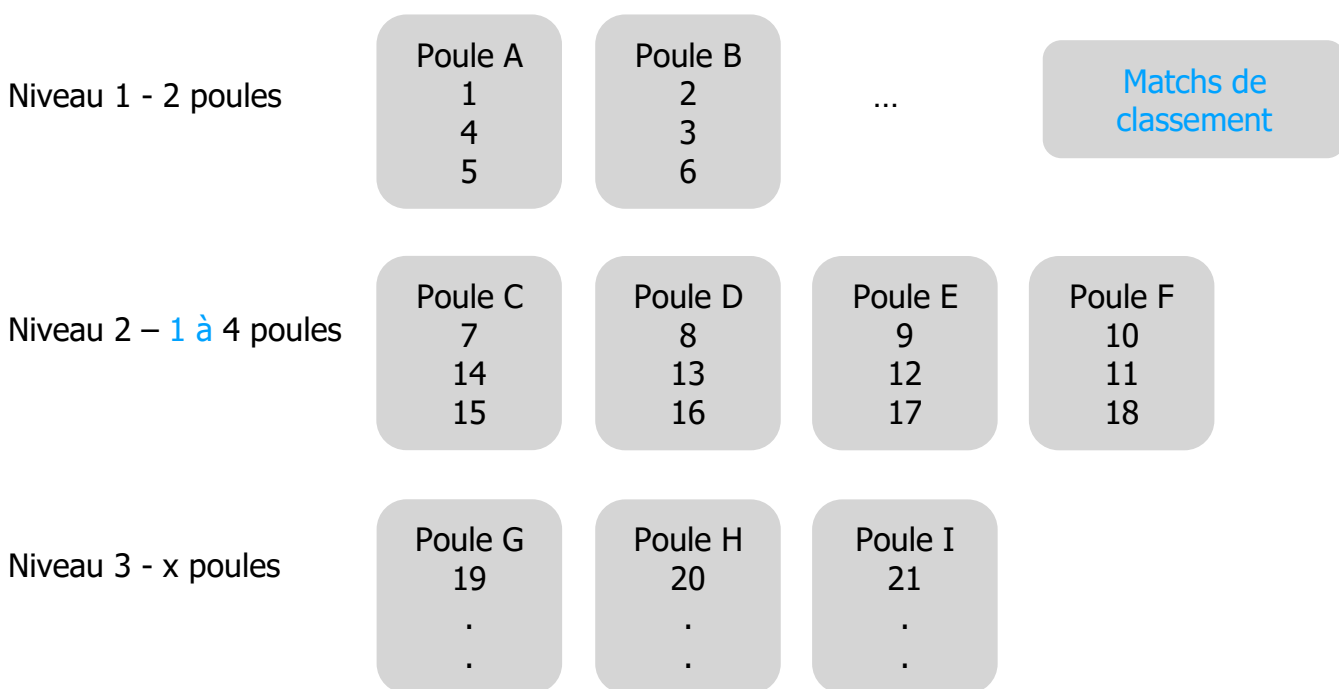 Niveau 1 - 2 poules
Poule A
1
4
5
Poule B
2
3
6
...
Matchs de
classement
Niveau 2 – 1 à 4 poules
Poule C
7
14
15
Poule D
8
13
16
Poule E
9
12
17
Poule F
10
11
18
Niveau 3 - x poules
Poule G
19
.
.
Poule H
20
.
.
Poule I
21
.
.